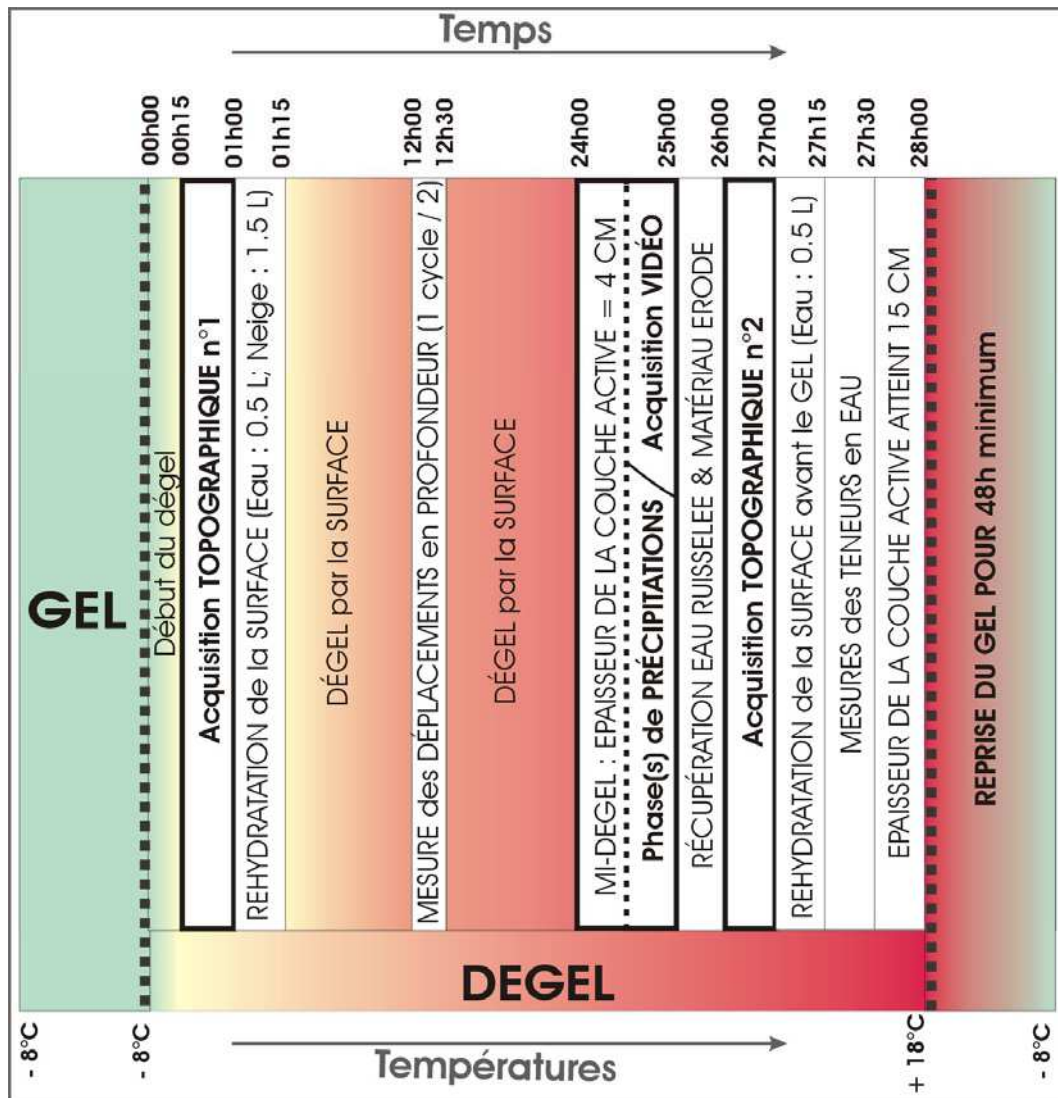 Temps
00h00
00h15
01h00
01h15
12h00
12h30
24h00
25h00
26h00
27h00
27h15
27h30
28h00
GEL
Début du dégel
Acquisition TOPOGRAPHIQUE n°1
REHYDRATATION de la SURFACE (Eau : 0.5 L; Neige : 1.5 L)
DÉGEL par la SURFACE
MESURE des DÉPLACEMENTS en PROFONDEUR (1 cycle / 2)
DÉGEL par la SURFACE
MI-DEGEL : EPAISSEUR DE LA COUCHE ACTIVE = 4 CM
Phase(s) de PRÉCIPITATIONS / Acquisition VIDÉO
RÉCUPÉRATION EAU RUISSELEE & MATÉRIAU ERODE
Acquisition TOPOGRAPHIQUE n°2
REHYDRATATION de la SURFACE avant le GEL (Eau : 0.5 L)
MESURES des TENEURS en EAU
EPAISSEUR DE LA COUCHE ACTIVE ATTEINT 15 CM
REPRISE DU GEL POUR 48h minimum
DEGEL
- 8°C
- 8°C
+ 18°C
- 8°C
Températures